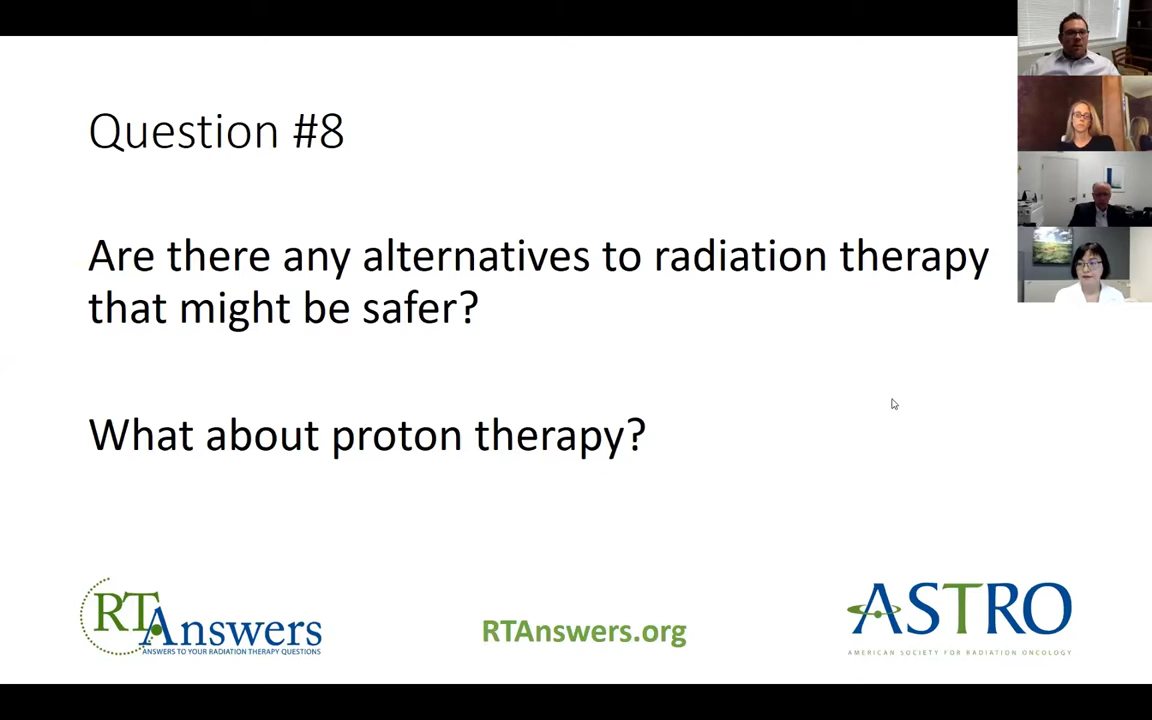 Question #8
Are there any alternatives to radiation therapy
that might be safer?
What about proton therapy?
RTAnswers
ANSWERS TO YOUR RADIATION THERAPY QUESTIONS
RTAnswers.org
ASTRO
AMERICAN SOCIETY FOR RADIATION ONCOLOGY